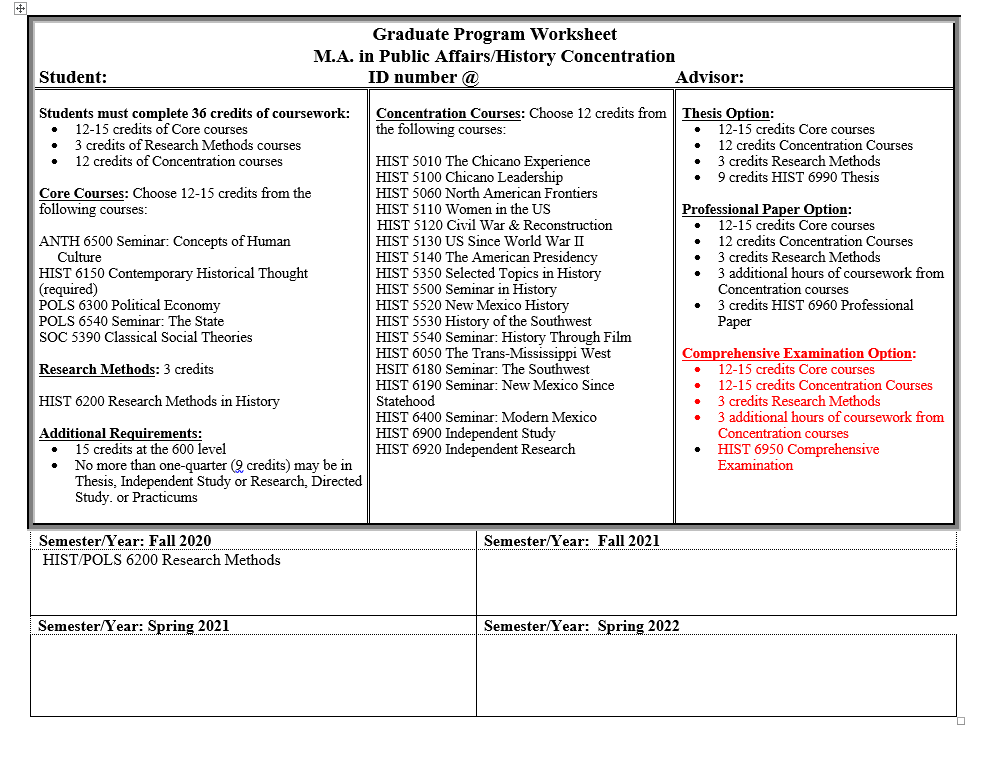 Graduate Program Worksheet
M.A. in Public Affairs/History Concentration
Student: ID number @ Advisor:
Students must complete 36 credits of coursework:
• 12-15 credits of Core courses
• 3 credits of Research Methods courses
• 12 credits of Concentration courses
Core Courses: Choose 12-15 credits from the
following courses:
ANTH 6500 Seminar: Concepts of Human
Culture
HIST 6150 Contemporary Historical Thought
(required)
POLS 6300 Political Economy
POLS 6540 Seminar: The State
SOC 5390 Classical Social Theories
Research Methods: 3 credits
HIST 6200 Research Methods in History
Additional Requirements:
• 15 credits at the 600 level
• No more than one-quarter (9 credits) may be in
Thesis, Independent Study or Research, Directed
Study. or Practicums
Concentration Courses: Choose 12 credits from
the following courses:
HIST 5010 The Chicano Experience
HIST 5100 Chicano Leadership
HIST 5060 North American Frontiers
HIST 5110 Women in the US
HIST 5120 Civil War & Reconstruction
HIST 5130 US Since World War II
HIST 5140 The American Presidency
HIST 5350 Selected Topics in History
HIST 5500 Seminar in History
HIST 5520 New Mexico History
HIST 5530 History of the Southwest
HIST 5540 Seminar: History Through Film
HIST 6050 The Trans-Mississippi West
HSIT 6180 Seminar: The Southwest
HIST 6190 Seminar: New Mexico Since
Statehood
HIST 6400 Seminar: Modern Mexico
HIST 6900 Independent Study
HIST 6920 Independent Research
Thesis Option:
• 12-15 credits Core courses
• 12 credits Concentration Courses
• 3 credits Research Methods
• 9 credits HIST 6990 Thesis
Professional Paper Option:
• 12-15 credits Core courses
• 12 credits Concentration Courses
• 3 credits Research Methods
• 3 additional hours of coursework from
Concentration courses
• 3 credits HIST 6960 Professional
Paper
Comprehensive Examination Option:
• 12-15 credits Core courses
• 12-15 credits Concentration Courses
• 3 credits Research Methods
• 3 additional hours of coursework from
Concentration courses
• HIST 6950 Comprehensive
Examination
Semester/Year: Fall 2020
HIST/POLS 6200 Research Methods
Semester/Year: Fall 2021
Semester/Year: Spring 2021
Semester/Year: Spring 2022